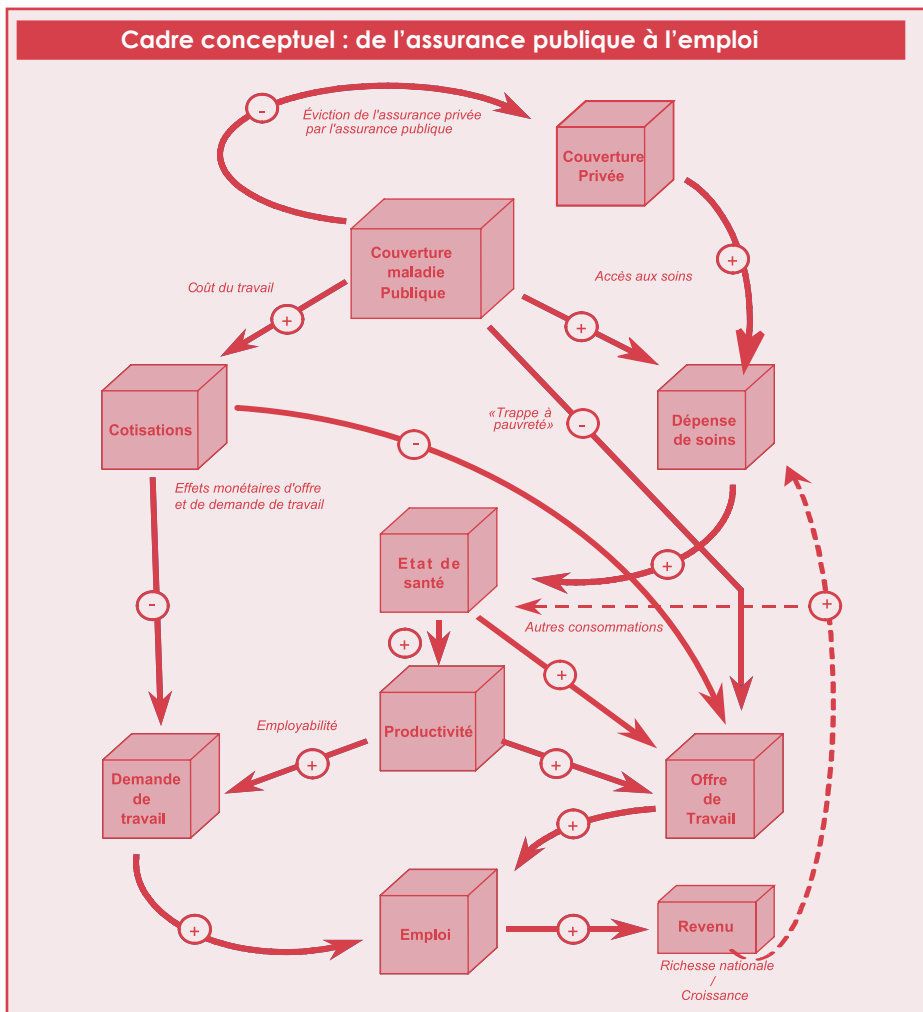 Cadre conceptuel : de l’assurance publique à l’emploi
-
Éviction de l'assurance privée
par l'assurance publique
Couverture
Privée
Couverture
maladie
Publique
Coût du travail
+
+
+
Accès aux soins
Cotisations
«Trappe à
pauvreté»
-
-
Dépense
de soins
Effets monétaires d'offre
et de demande de travail
Etat de
santé
+
-
+
Autres consommations
+
+
Employabilité
Productivité
+
+
Demande
de
travail
Offre
de
Travail
+
+
Emploi
+
Revenu
Richesse nationale
/
Croissance